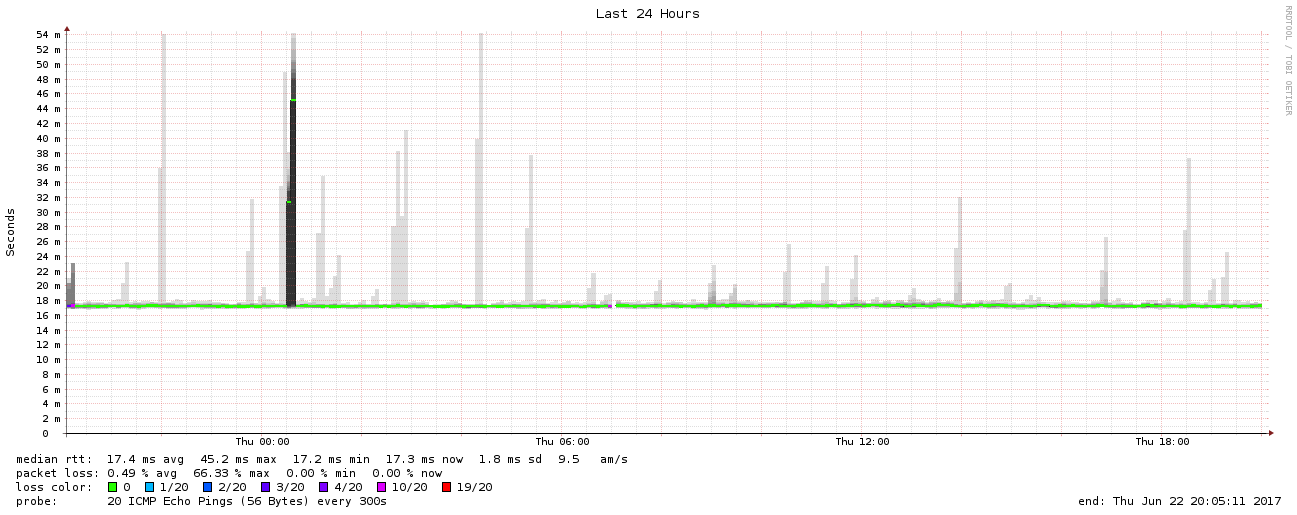 Last 24 Hours
RRDTOOL / TOBI OETIKER
Seconds
54 m
52 m
50 m
48 m
46 m
44 m
42 m
40 m
38 m
36 m
34 m
32 m
30 m
28 m
26 m
24 m
22 m
20 m
18 m
16 m
14 m
12 m
10 m
8 m
6 m
4 m
2 m
0
Thu 00:00 Thu 06:00 Thu 12:00 Thu 18:00
median rtt: 17.4 ms avg 45.2 ms max 17.2 ms min 17.3 ms now 1.8 ms sd 9.5 am/s
packet loss: 0.49 % avg 66.33 % max 0.00 % min 0.00 % now
loss color: 0 1/20 2/20 3/20 4/20 10/20 19/20
probe: 20 ICMP Echo Pings (56 Bytes) every 300s end: Thu Jun 22 20:05:11 2017